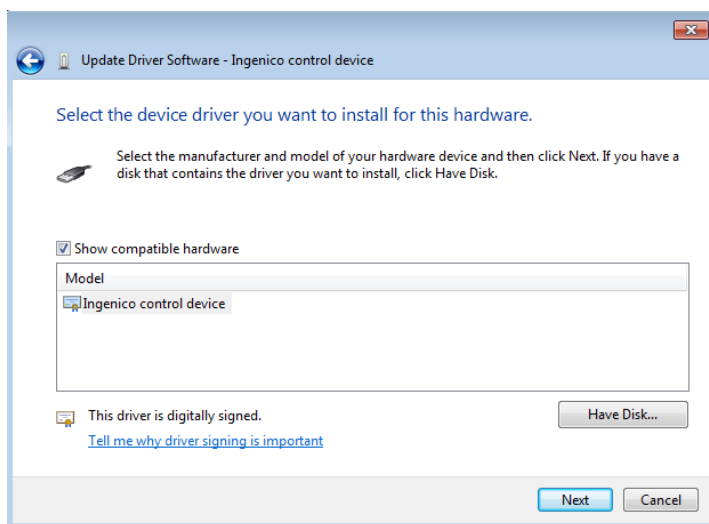 Update Driver Software - Ingenico control device
Select the device driver you want to install for this hardware.
Select the manufacturer and model of your hardware device and then click Next. If you have a
disk that contains the driver you want to install, click Have Disk.
Show compatible hardware
Model
Ingenico control device
This driver is digitally signed.
Have Disk...
Tell me why driver signing is important
Next
Cancel